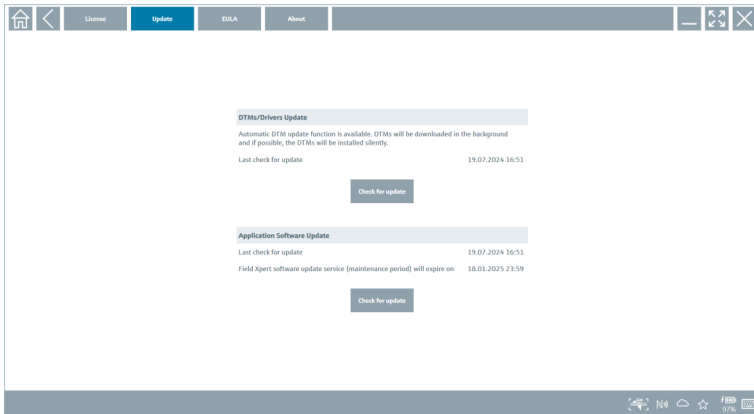 License
Update
EULA
About
DTMs/Drivers Update
Automatic DTM update function is available. DTMs will be downloaded in the background
and if possible, the DTMs will be installed silently.
Last check for update 19.07.2024 16:51
Check for update
Application Software Update
Last check for update 19.07.2024 16:51
Field Xpert software update service (maintenance period) will expire on 18.01.2025 23:59
Check for update
97%